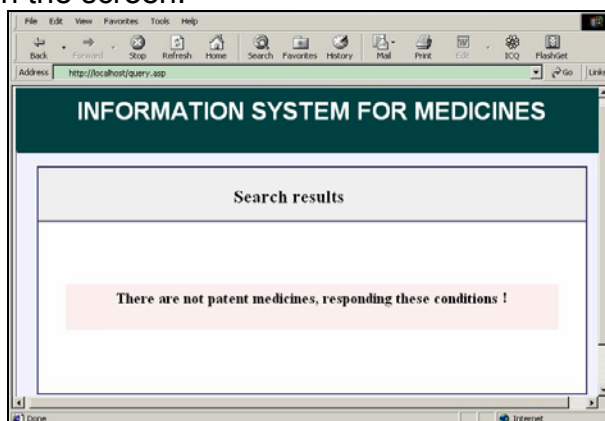 n the screen.
File Edit View Favorites Tools Help
Back Forward Stop Refresh Home Search Favorites History Mail Print Edit ICQ FlashGet
Address http://localhost/query.asp Go Links
INFORMATION SYSTEM FOR MEDICINES
Search results
There are not patent medicines, responding these conditions !
Done Internet